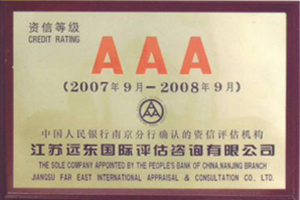 资信等级
CREDIT RATING
AAA
(2007年9月—2008年9月)
中国人民银行南京分行确认的资信评估机构
江苏远东国际评估咨询有限公司
THE SOLE COMPANY APPOINTED BY THE PEOPLE'S BANK OF CHINA,NANJING BRANCH
JIANGSU FAR EAST INTERNATIONAL APPRAISAL & CONSULTATION CO., LTD.